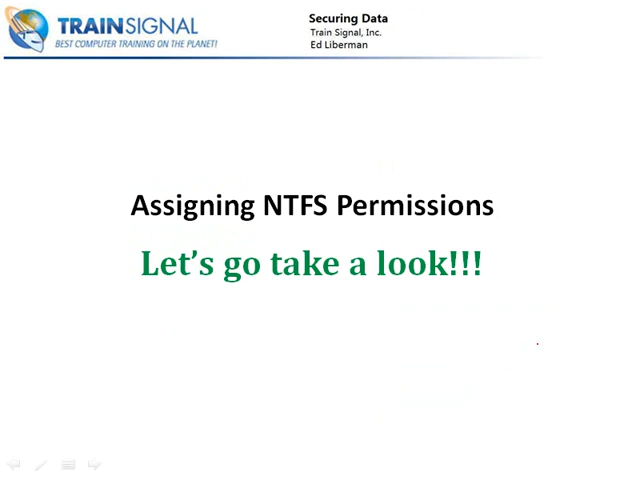 TRAINSIGNAL
BEST COMPUTER TRAINING ON THE PLANET!
Securing Data
Train Signal, Inc.
Ed Liberman
Assigning NTFS Permissions
Let’s go take a look!!!